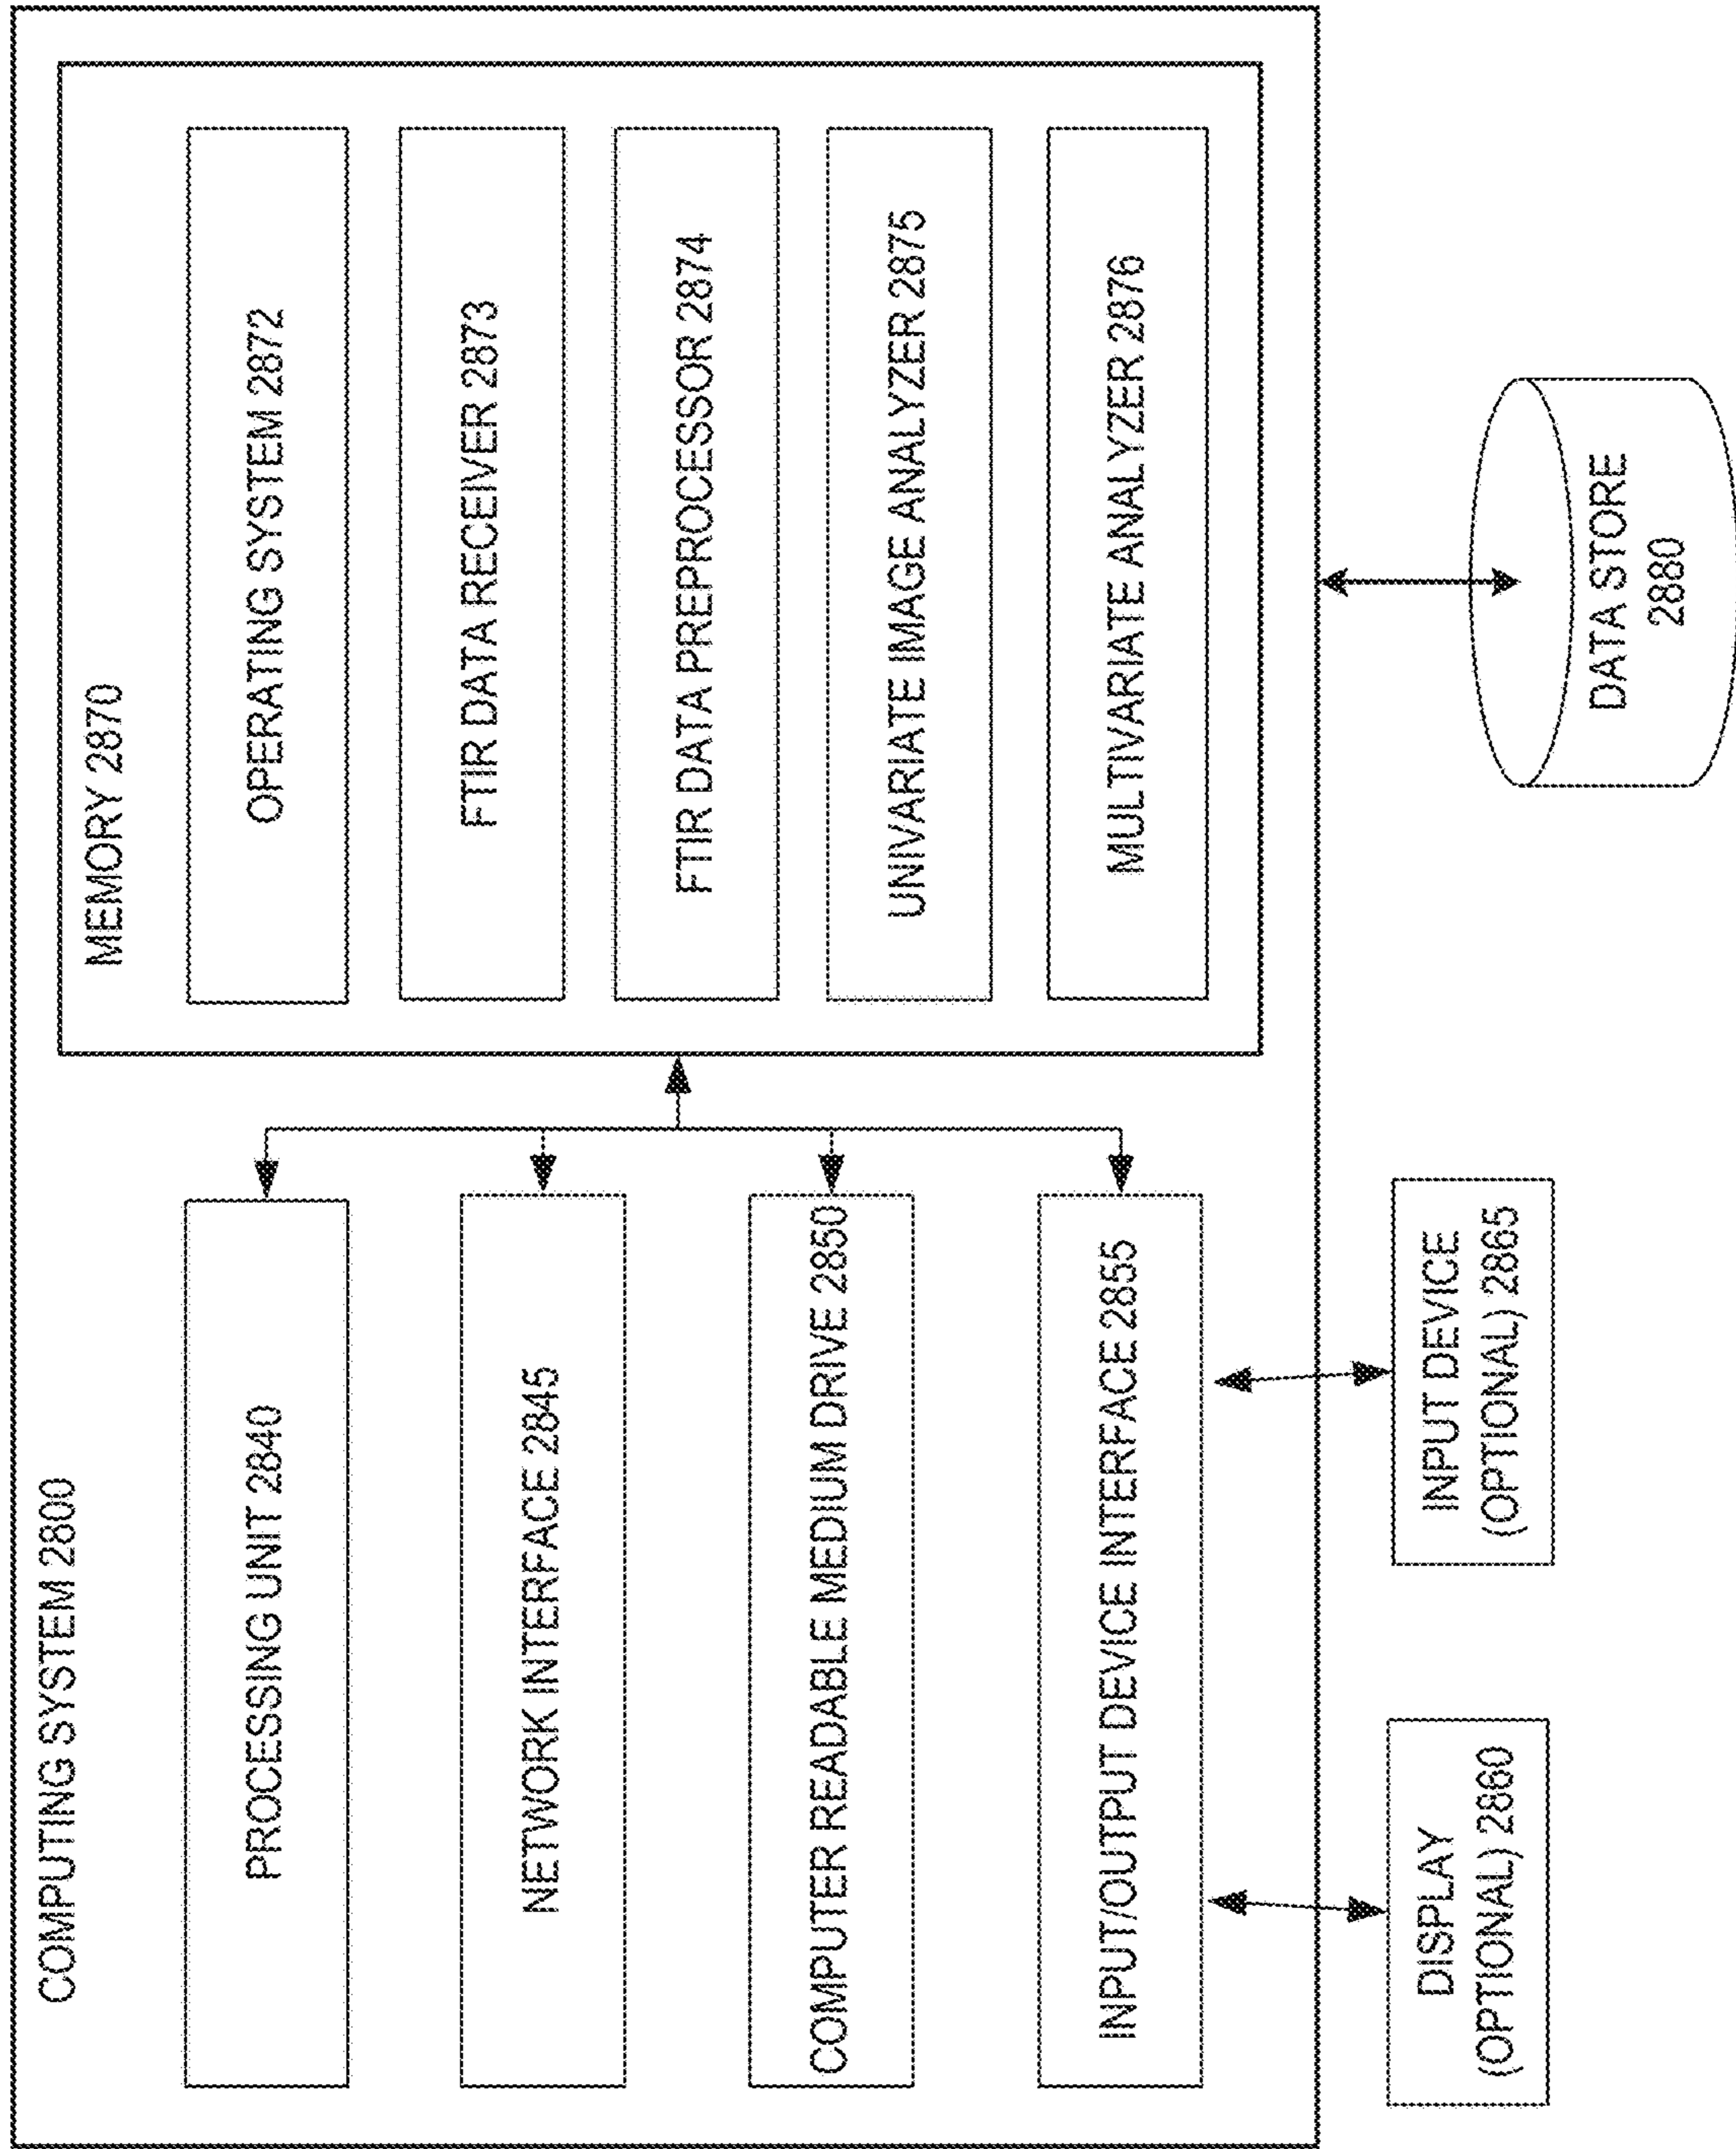 COMPUTING SYSTEM 2800
PROCESSING UNIT 2840
NETWORK INTERFACE 2845
COMPUTER READABLE MEDIUM DRIVE 2850
INPUT/OUTPUT DEVICE INTERFACE 2855
DISPLAY
(OPTIONAL) 2860
INPUT DEVICE
(OPTIONAL) 2865
MEMORY 2870
OPERATING SYSTEM 2872
FTIR DATA RECEIVER 2873
FTIR DATA PREPROCESSOR 2874
UNIVARIATE IMAGE ANALYZER 2875
MULTIVARIATE ANALYZER 2876
DATA STORE
2880